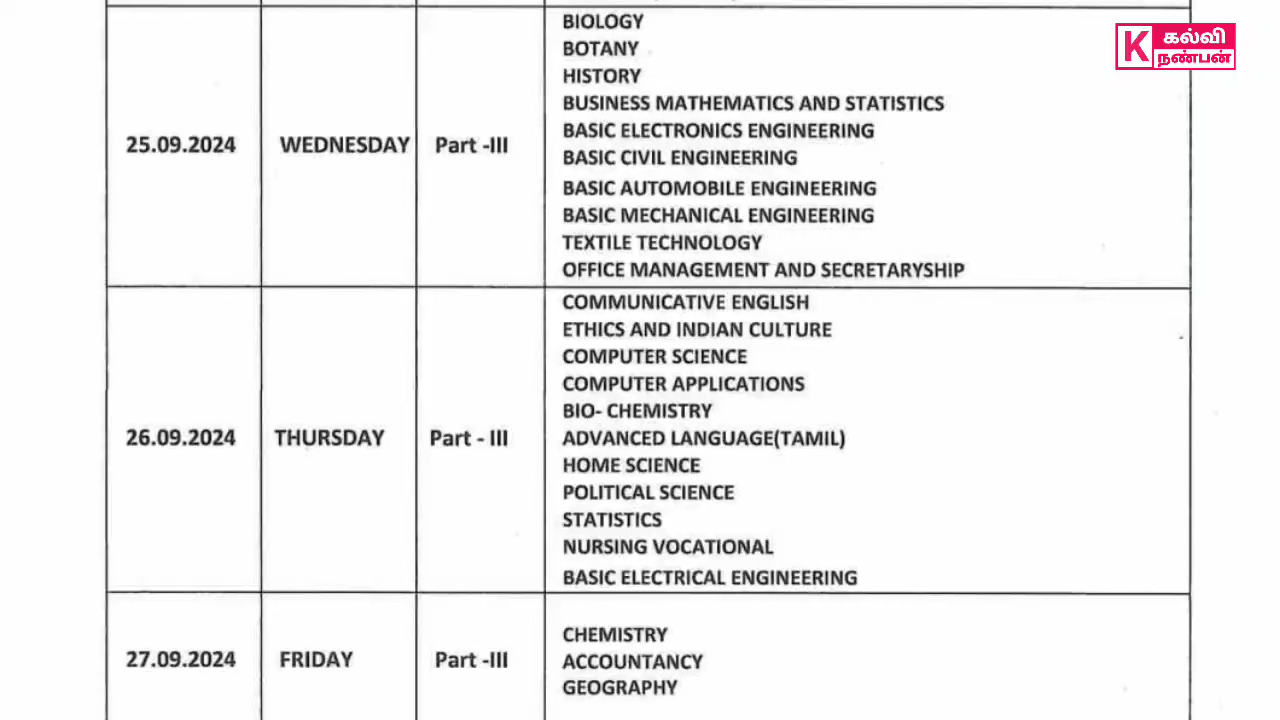 K
கல்வி
நண்பன்
25.09.2024
WEDNESDAY
Part -III
BIOLOGY
BOTANY
HISTORY
BUSINESS MATHEMATICS AND STATISTICS
BASIC ELECTRONICS ENGINEERING
BASIC CIVIL ENGINEERING
BASIC AUTOMOBILE ENGINEERING
BASIC MECHANICAL ENGINEERING
TEXTILE TECHNOLOGY
OFFICE MANAGEMENT AND SECRETARYSHIP
26.09.2024
THURSDAY
Part - III
COMMUNICATIVE ENGLISH
ETHICS AND INDIAN CULTURE
COMPUTER SCIENCE
COMPUTER APPLICATIONS
BIO- CHEMISTRY
ADVANCED LANGUAGE(TAMIL)
HOME SCIENCE
POLITICAL SCIENCE
STATISTICS
NURSING VOCATIONAL
BASIC ELECTRICAL ENGINEERING
27.09.2024
FRIDAY
Part -III
CHEMISTRY
ACCOUNTANCY
GEOGRAPHY